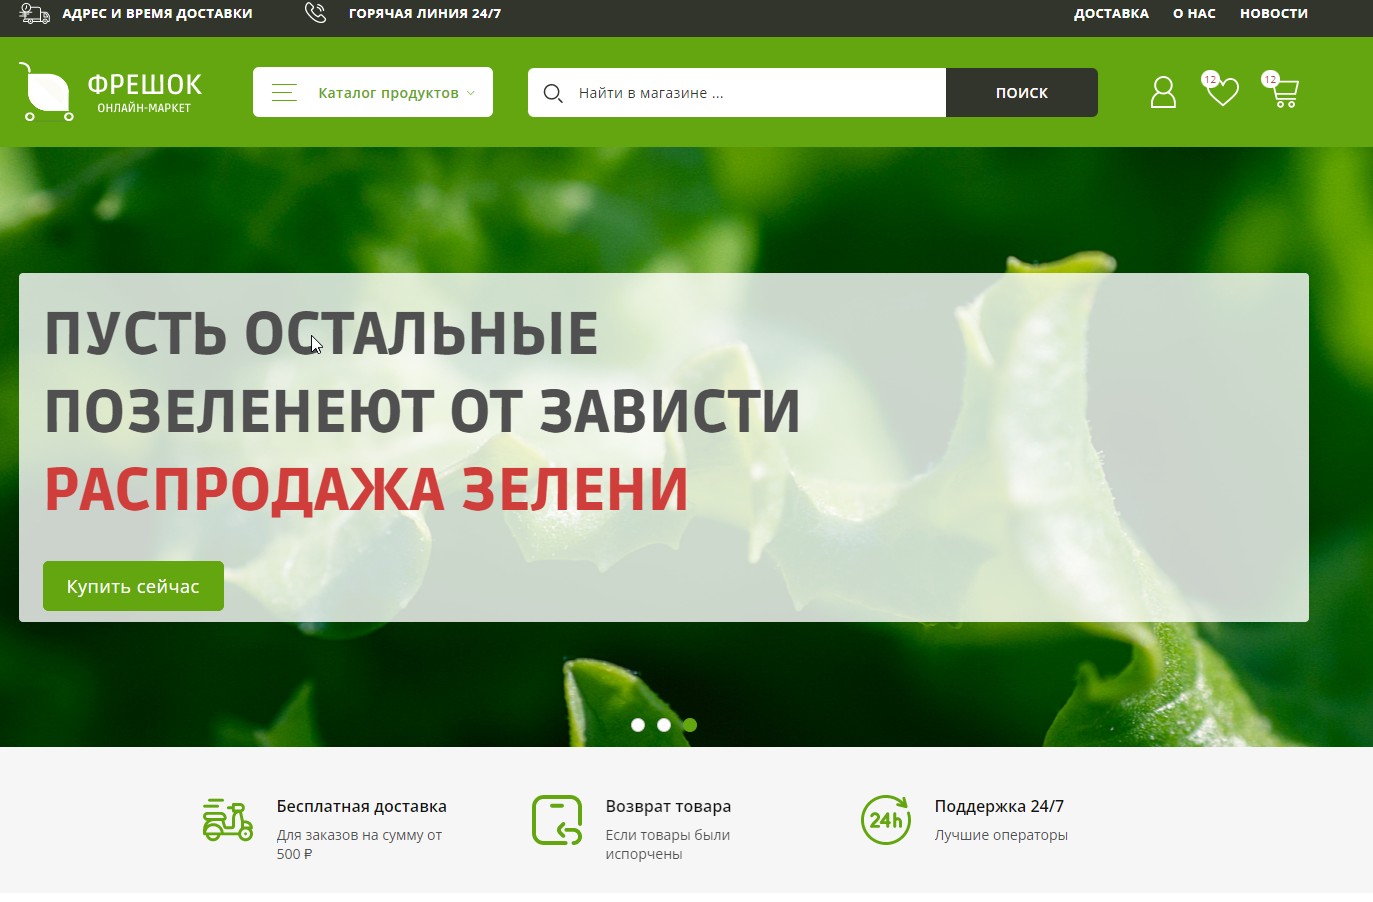 АДРЕС И ВРЕМЯ ДОСТАВКИ
ГОРЯЧАЯ ЛИНИЯ 24/7
ДОСТАВКА
О НАС
НОВОСТИ
ФРЕШОК
ОНЛАЙН-МАРКЕТ
Каталог продуктов
Найти в магазине ...
ПОИСК
12
12
ПУСТЬ ОСТАЛЬНЫЕ
ПОЗЕЛЕНЕЮТ ОТ ЗАВИСТИ
РАСПРОДАЖА ЗЕЛЕНИ
Купить сейчас
Бесплатная доставка
Для заказов на сумму от
500 ₽
Возврат товара
Если товары были
испорчены
24h
Поддержка 24/7
Лучшие операторы